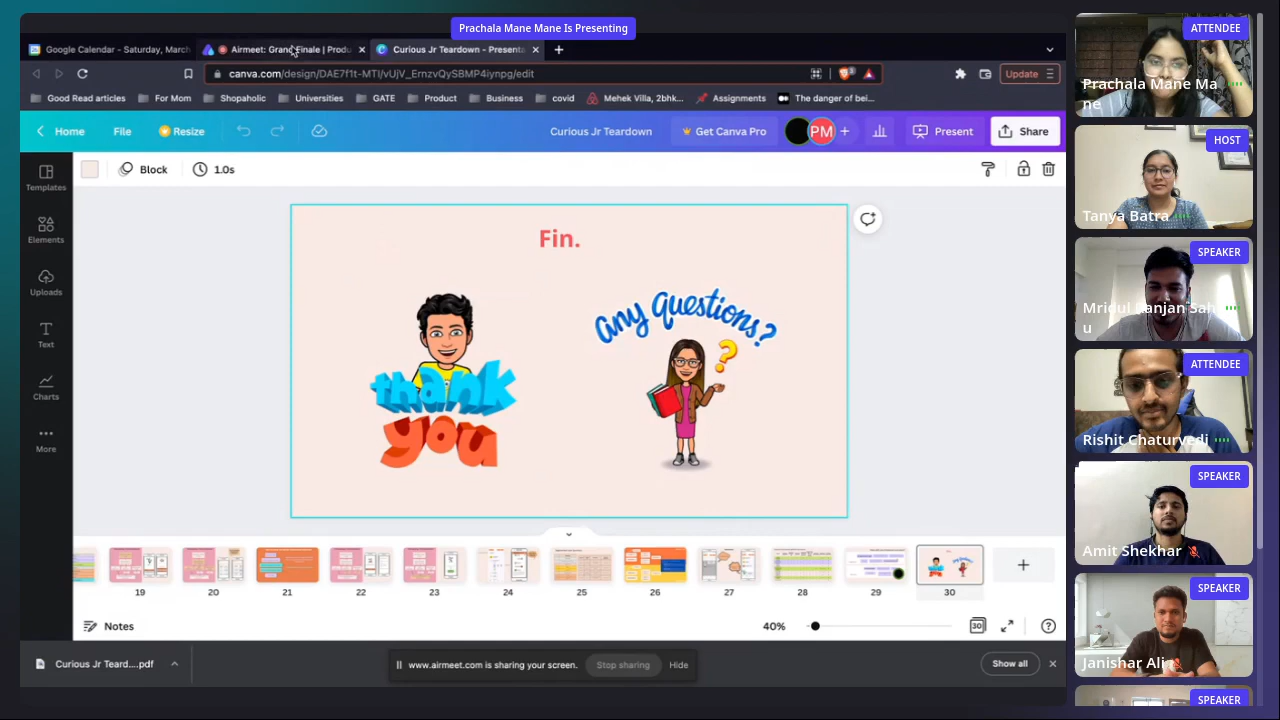 Prachala Mane Mane Is Presenting
Google Calendar - Saturday, March
Airmeet: Grand Finale | Produ
Curious Jr Teardown - Presenta
canva.com/design/DAE7f1t-MTI/vtM7_ErnzvQySBMP4iynpg/edit
Update
Good Read articles
For Mom
Shopaholic
Universities
GATE
Product
Business
covid
Mehek Villa, 2bhk...
Assignments
The danger of bei...
Home
File
Resize
Curious Jr Teardown
Get Canva Pro
PM
Present
Share
Templates
Elements
Uploads
Text
Charts
More
Block
1.0s
Fin.
any questions?
thank
you
19
20
21
22
23
24
25
26
27
28
29
30
Notes
40%
30
Curious Jr Teard....pdf
www.airmeet.com is sharing your screen.
Stop sharing
Hide
Show all
ATTENDEE
Prachala Mane Ma
ne
HOST
Tanya Batra
SPEAKER
Mridul Ranjan Sah
u
ATTENDEE
Rishit Chaturvedi
SPEAKER
Amit Shekhar
SPEAKER
Janishar Ali
SPEAKER